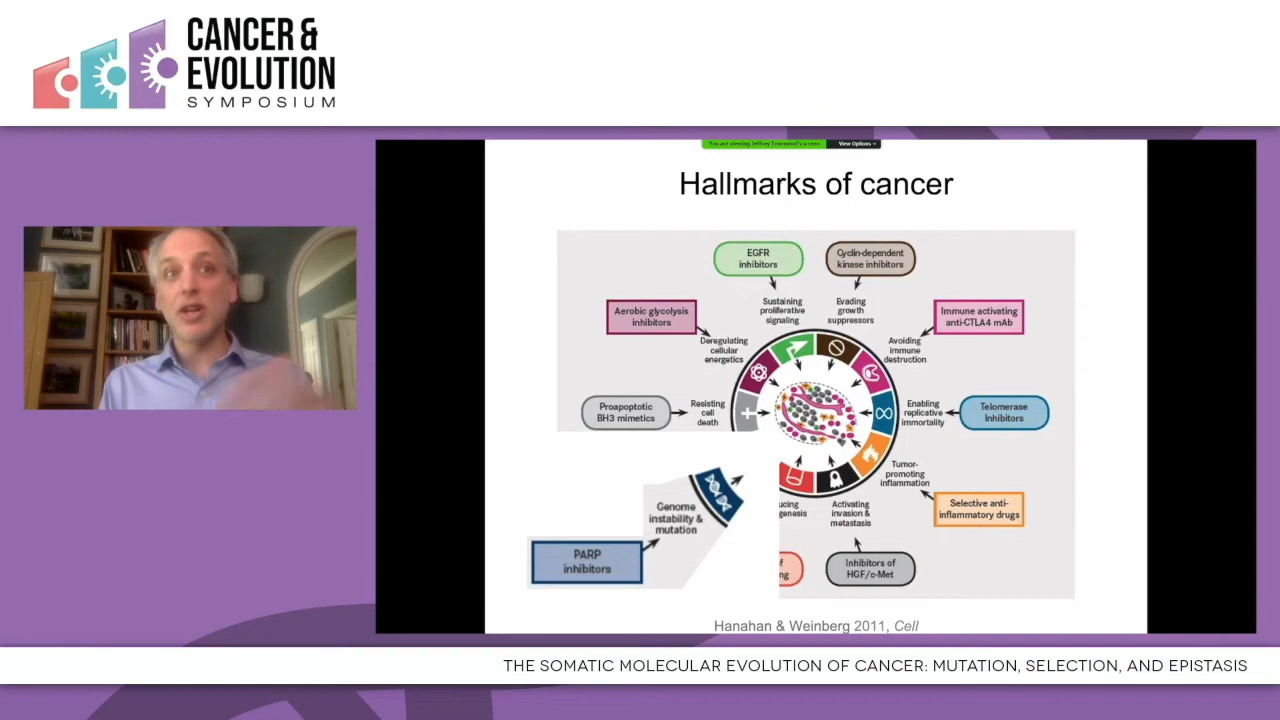 CANCER &
EVOLUTION
SYMPOSIUM
You are viewing Jeffrey Townsend's screen
View Options
Hallmarks of cancer
EGFR
inhibitors
Cyclin-dependent
kinase inhibitors
Sustaining
proliferative
signaling
Evading
growth
suppressors
Aerobic glycolysis
inhibitors
Immune activating
anti-CTLA4 mAb
Deregulating
cellular
energetics
Avoiding
immune
destruction
Proapoptotic
BH3 mimetics
Resisting
cell
death
Enabling
replicative
immortality
Telomerase
Inhibitors
Tumor-
promoting
inflammation
Genome
instability &
mutation
ucing
genesis
Activating
invasion &
metastasis
Selective anti-
inflammatory drugs
PARP
inhibitors
f
ng
Inhibitors of
HGF/c-Met
Hanahan & Weinberg 2011, Cell
THE SOMATIC MOLECULAR EVOLUTION OF CANCER: MUTATION, SELECTION, AND EPISTASIS